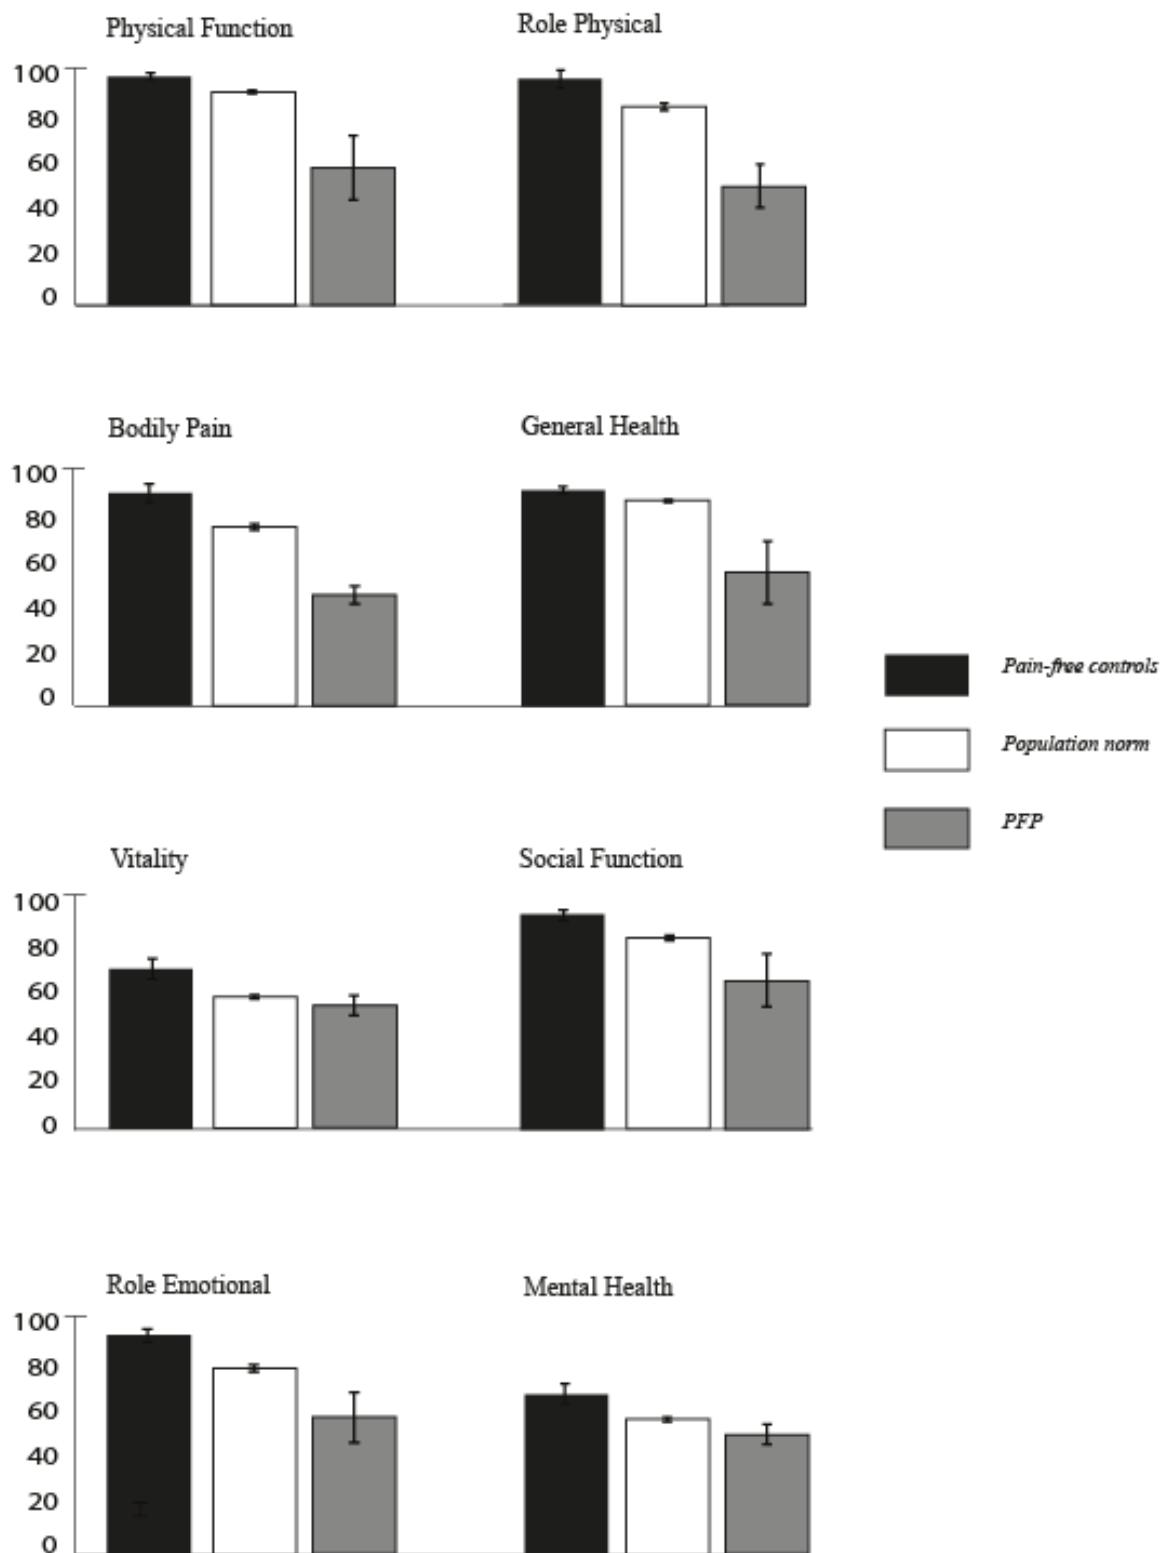 Physical Function
Role Physical
100
80
60
40
20
0
Bodily Pain
General Health
100
80
60
40
20
0
Pain-free controls
Population norm
PFP
Vitality
Social Function
100
80
60
40
20
0
Role Emotional
Mental Health
100
80
60
40
20
0